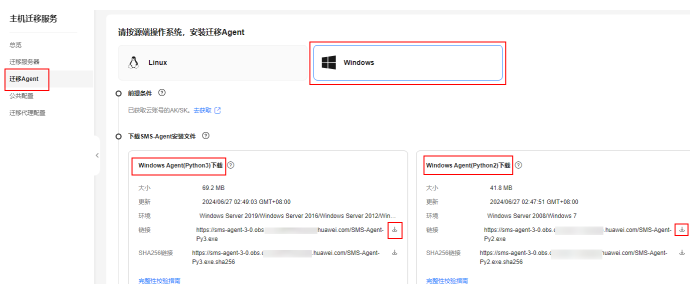 主机迁移服务
总览
迁移服务器
迁移Agent
公共配置
迁移代理配置
请按源端操作系统，安装迁移Agent
Linux
Windows
前提条件
已获取云账号的AK/SK。去获取
下载SMS-Agent安装文件
Windows Agent(Python3)下载
大小 69.2 MB
更新 2024/06/27 02:49:03 GMT+08:00
环境 Windows Server 2019/Windows Server 2016/Windows Server 2012/Win...
链接 https://sms-agent-3-0.obs. huawei.com/SMS-Agent-
Py3.exe
SHA256链接 https://sms-agent-3-0.obs. huawei.com/SMS-Agent-
Py3.exe.sha256
完整性校验指南
Windows Agent(Python2)下载
大小 41.8 MB
更新 2024/06/27 02:47:51 GMT+08:00
环境 Windows Server 2008/Windows 7
链接 https://sms-agent-3-0.obs. huawei.com/SMS-Agent-
Py2.exe
SHA256链接 https://sms-agent-3-0.obs. huawei.com/SMS-Agent-
Py2.exe.sha256
完整性校验指南